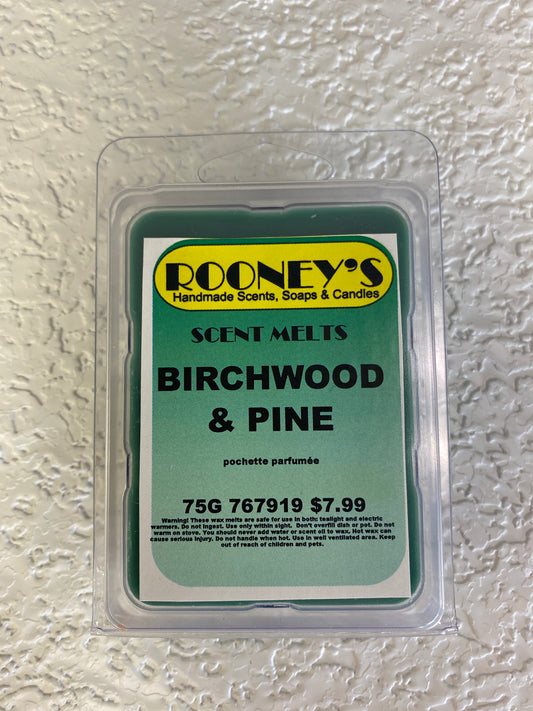 ROONEY'S
Handmade Scents, Soaps & Candles
SCENT MELTS
BIRCHWOOD
& PINE
pochette parfumée
75G 767919 $7.99
Warning! These wax melts are safe for use in both: tealight and electric
warmers. Do not ingest. Use only within sight. Don't overfill dish or pot. Do not
warm on stove. You should never add water or scent oil to wax. Hot wax can
cause serious injury. Do not handle when hot. Use in well ventilated area. Keep
out of reach of children and pets.